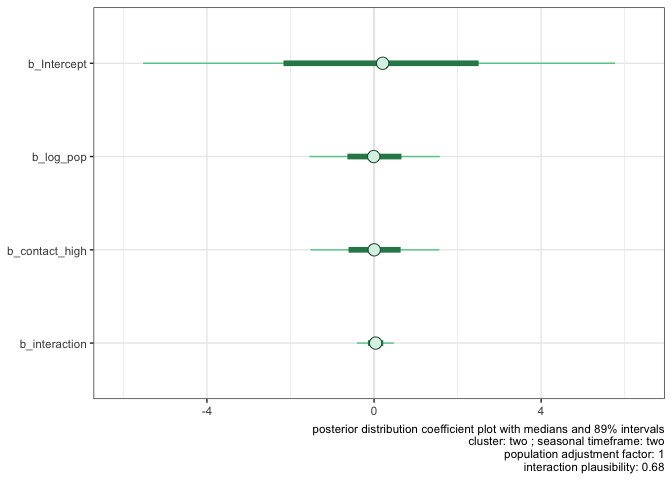 b_Intercept
b_log_pop
b_contact_high
b_interaction
-4 0 4
posterior distribution coefficient plot with medians and 89% intervals
cluster: two ; seasonal timeframe: two
population adjustment factor: 1
interaction plausibility: 0.68